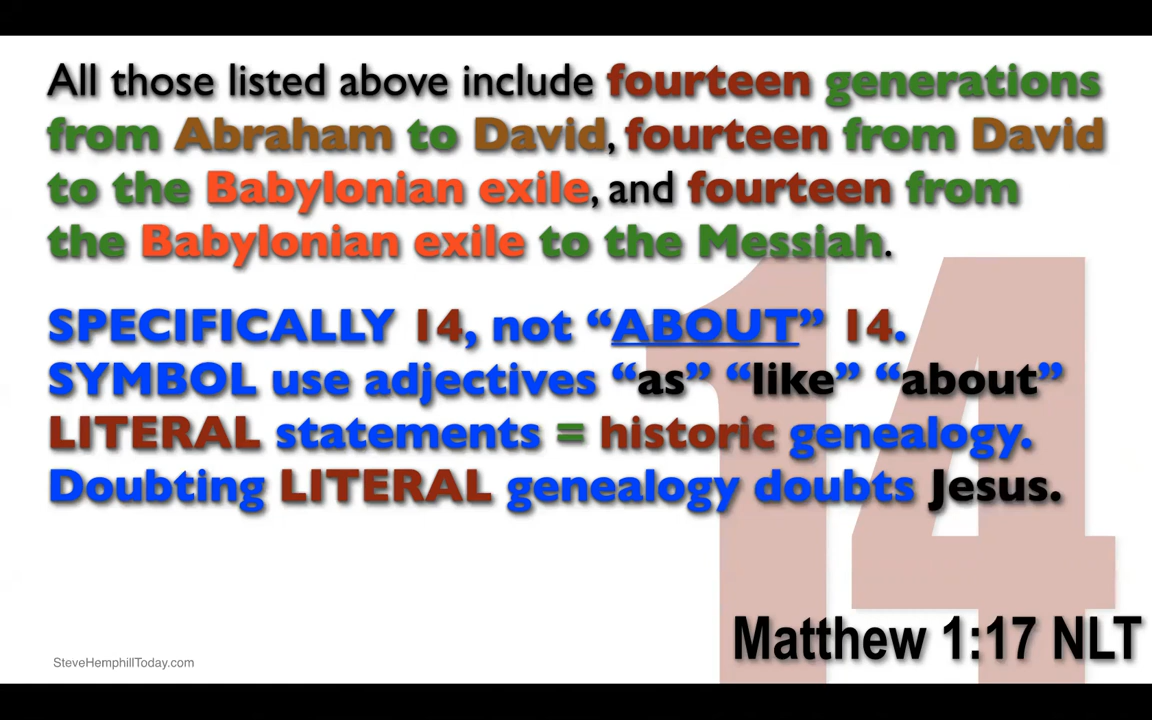 All those listed above include fourteen generations
from Abraham to David, fourteen from David
to the Babylonian exile, and fourteen from
the Babylonian exile to the Messiah.
SPECIFICALLY 14, not “ABOUT” 14.
SYMBOL use adjectives “as” “like” “about”
LITERAL statements = historic genealogy.
Doubting LITERAL genealogy doubts Jesus.
14
Matthew 1:17 NLT
SteveHemphillToday.com